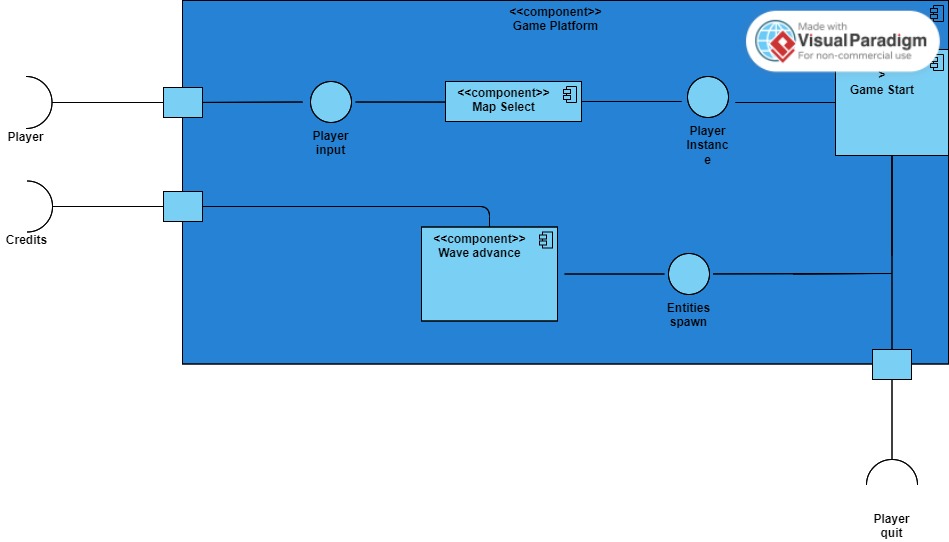 <<component>>
Game Platform
Made with
Visual Paradigm
For non-commercial use
>
Game Start
<<component>>
Map Select
Player
input
Player
Instanc
e
Player
Credits
<<component>>
Wave advance
Entities
spawn
Player
quit